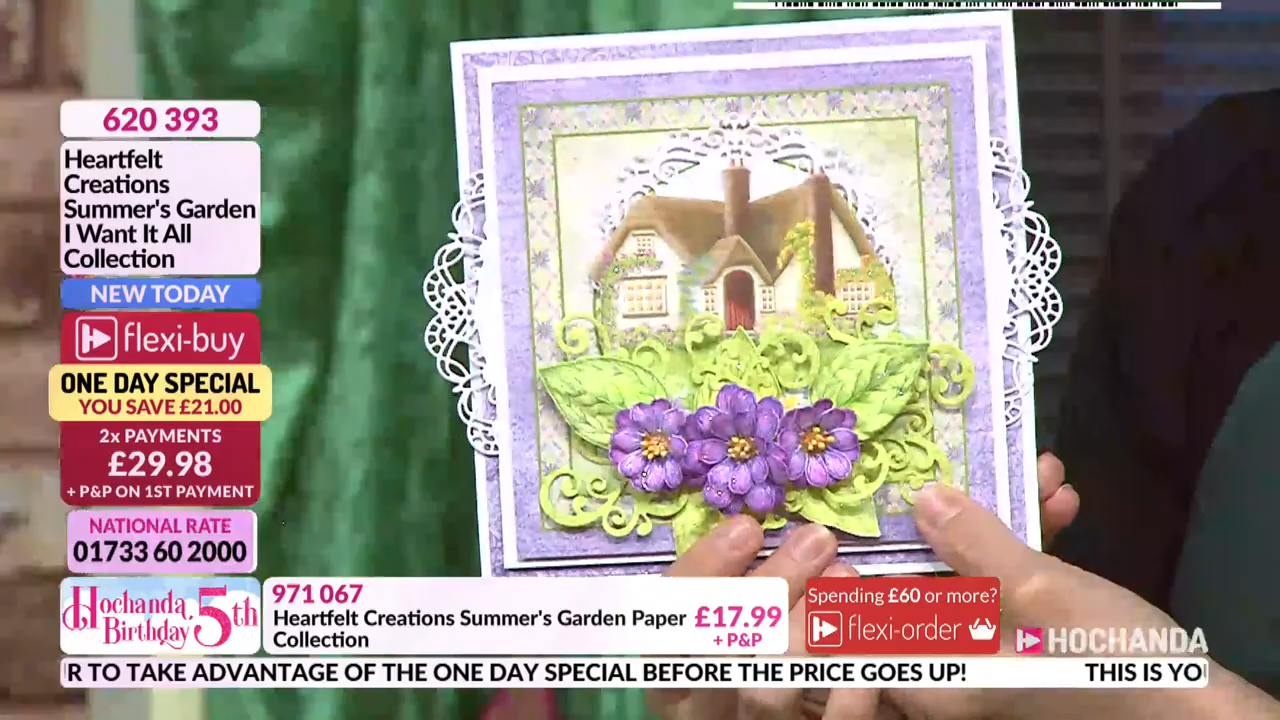 620 393
Heartfelt
Creations
Summer's Garden
I Want It All
Collection
NEW TODAY
flexi-buy
ONE DAY SPECIAL
YOU SAVE £21.00
2x PAYMENTS
£29.98
+ P&P ON 1ST PAYMENT
NATIONAL RATE
01733 60 2000
Hochanda 5th
Birthday
971 067
Heartfelt Creations Summer's Garden Paper
Collection
£17.99
+ P&P
Spending £60 or more?
flexi-order
HOCHANDA
R TO TAKE ADVANTAGE OF THE ONE DAY SPECIAL BEFORE THE PRICE GOES UP!
THIS IS YO